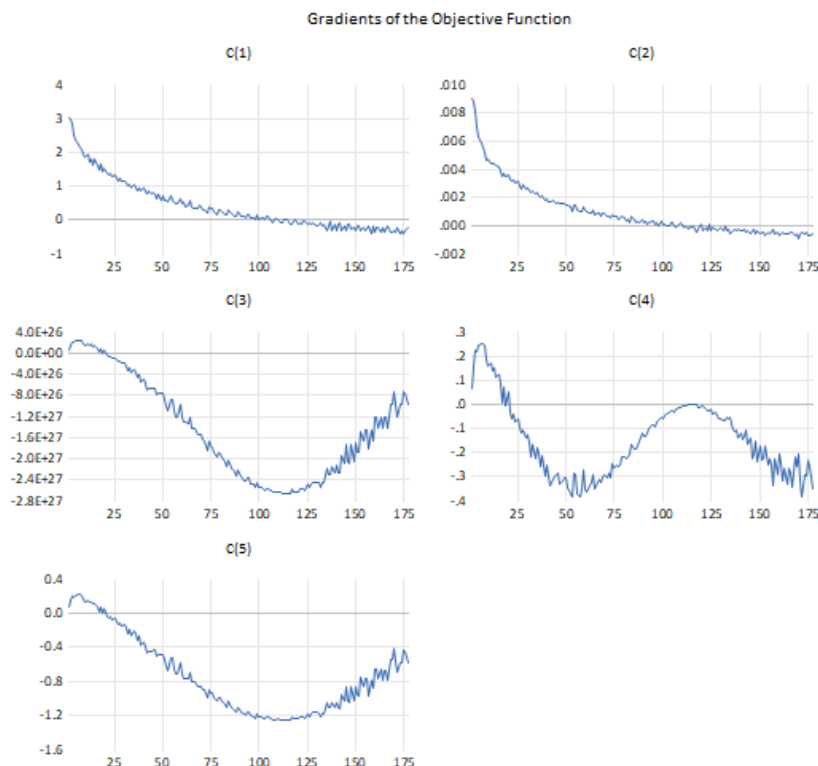 Gradients of the Objective Function
C(1)
4
3
2
1
0
-1
25 50 75 100 125 150 175
C(2)
.010
.008
.006
.004
.002
.000
-.002
25 50 75 100 125 150 175
C(3)
4.0E+26
0.0E+00
-4.0E+26
-8.0E+26
-1.2E+27
-1.6E+27
-2.0E+27
-2.4E+27
-2.8E+27
25 50 75 100 125 150 175
C(4)
.3
.2
.1
.0
-.1
-.2
-.3
-.4
25 50 75 100 125 150 175
C(5)
0.4
0.0
-0.4
-0.8
-1.2
-1.6
25 50 75 100 125 150 175